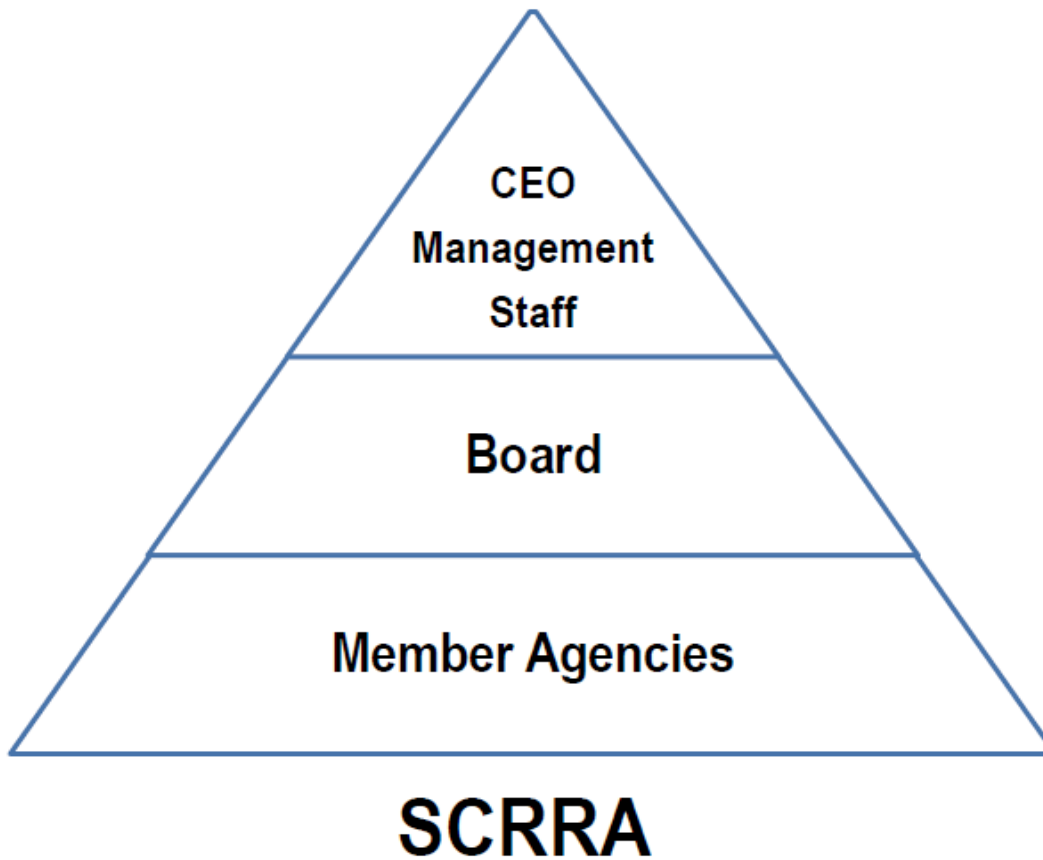 CEO
Management
Staff
Board
Member Agencies
SCRRA